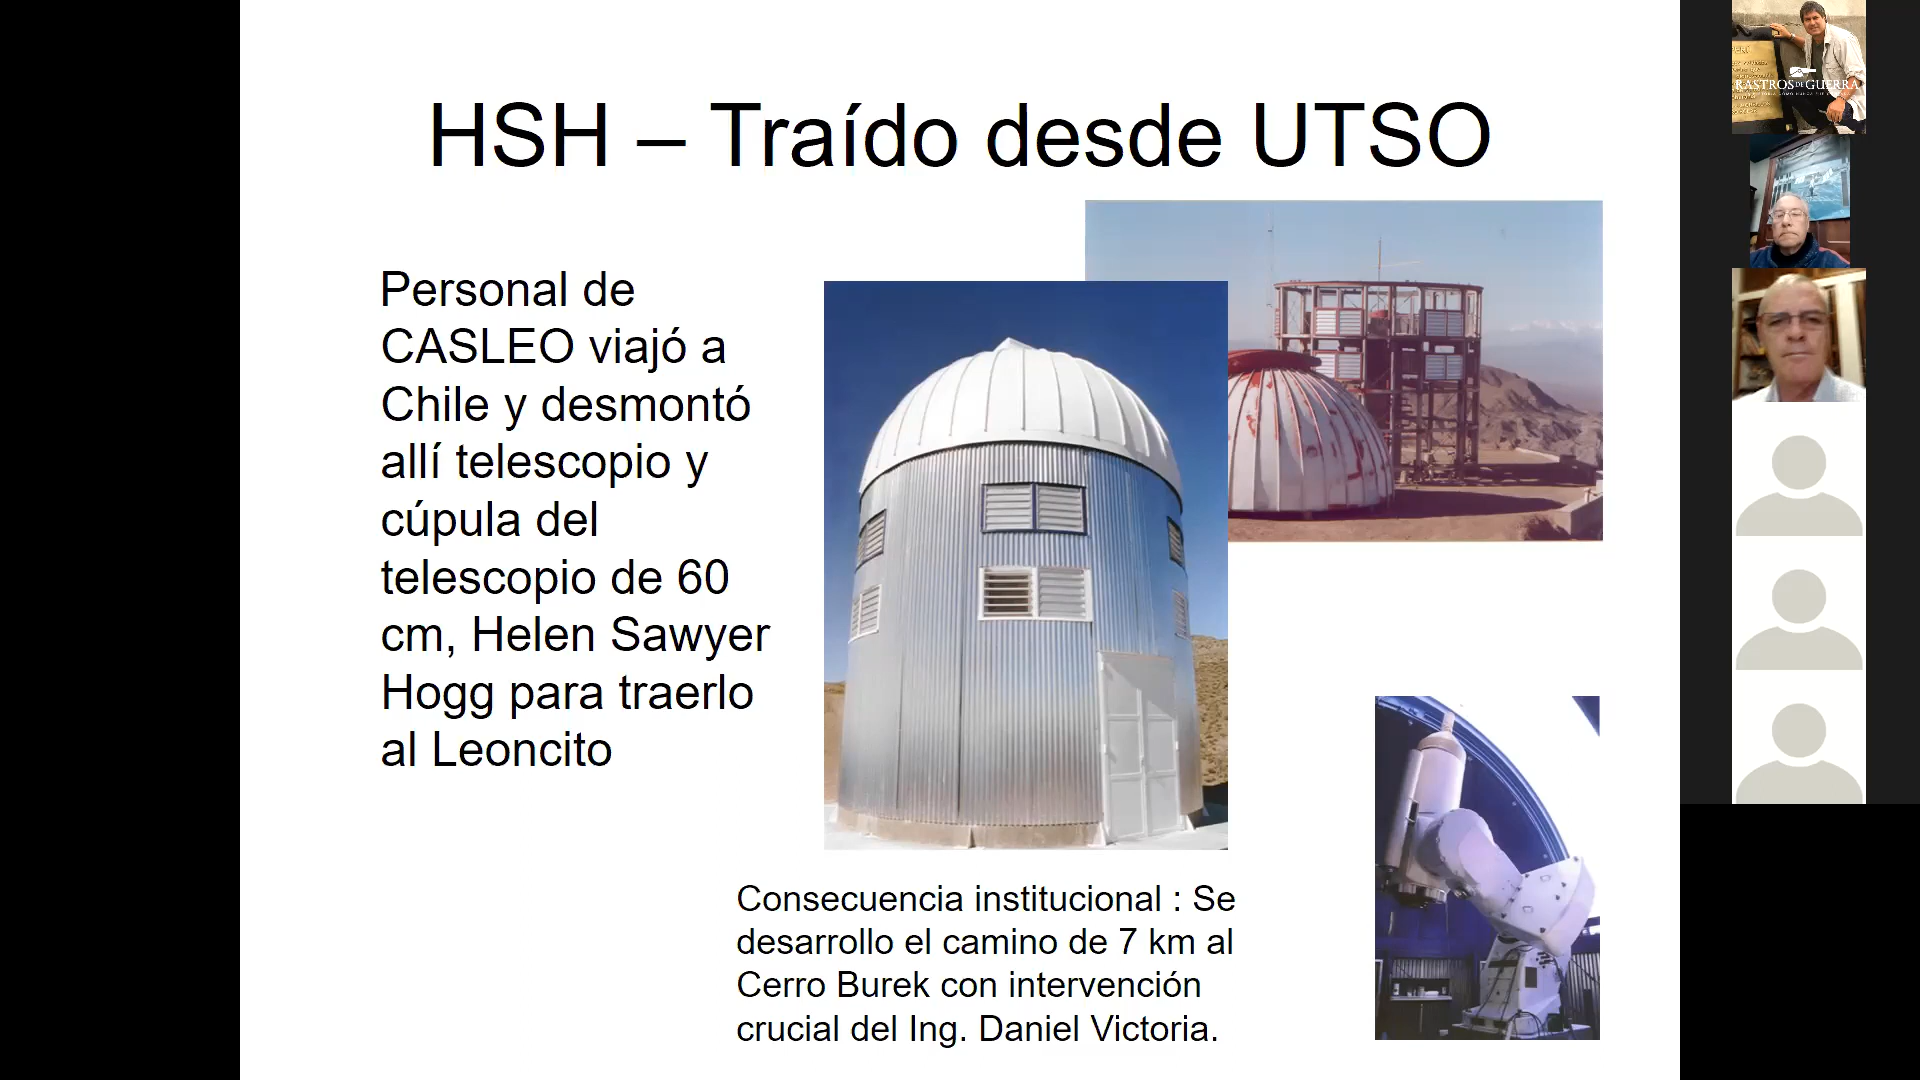 HSH – Traído desde UTSO
Personal de
CASLEO viajó a
Chile y desmontó
allí telescopio y
cúpula del
telescopio de 60
cm, Helen Sawyer
Hogg para traerlo
al Leoncito
Consecuencia institucional : Se
desarrollo el camino de 7 km al
Cerro Burek con intervención
crucial del Ing. Daniel Victoria.
RASTROS DE GUERRA